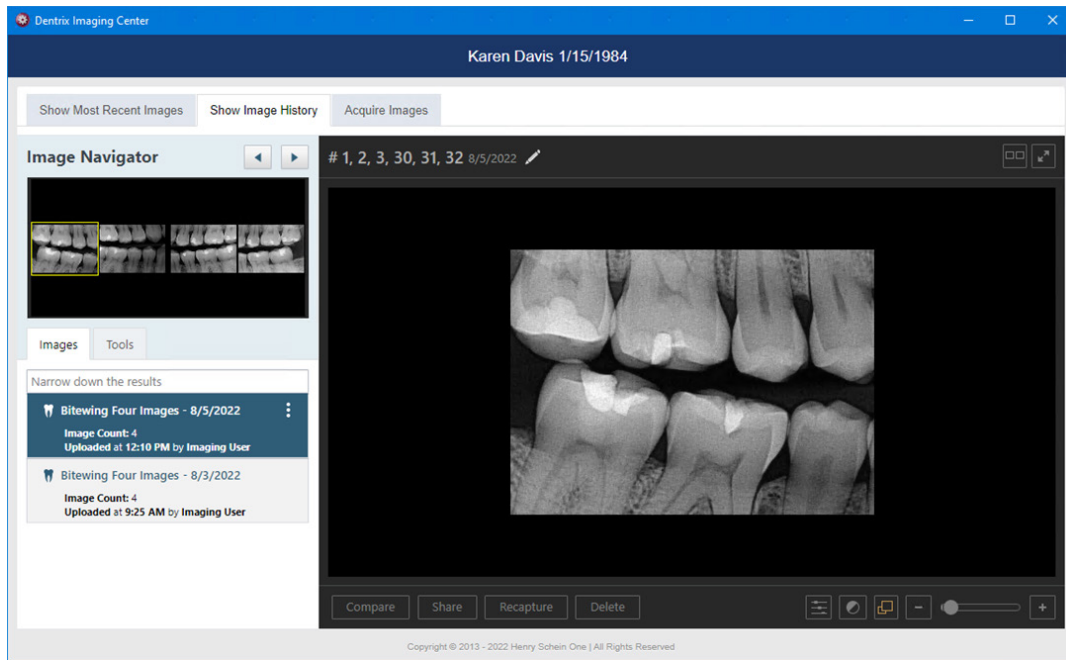 Dentrix Imaging Center
Karen Davis 1/15/1984
Show Most Recent Images
Show Image History
Acquire Images
Image Navigator
# 1, 2, 3, 30, 31, 32 8/5/2022
Images
Tools
Narrow down the results
Bitewing Four Images - 8/5/2022
Image Count: 4
Uploaded at 12:10 PM by Imaging User
Bitewing Four Images - 8/3/2022
Image Count: 4
Uploaded at 9:25 AM by Imaging User
Compare
Share
Recapture
Delete
Copyright © 2013 - 2022 Henry Schein One | All Rights Reserved